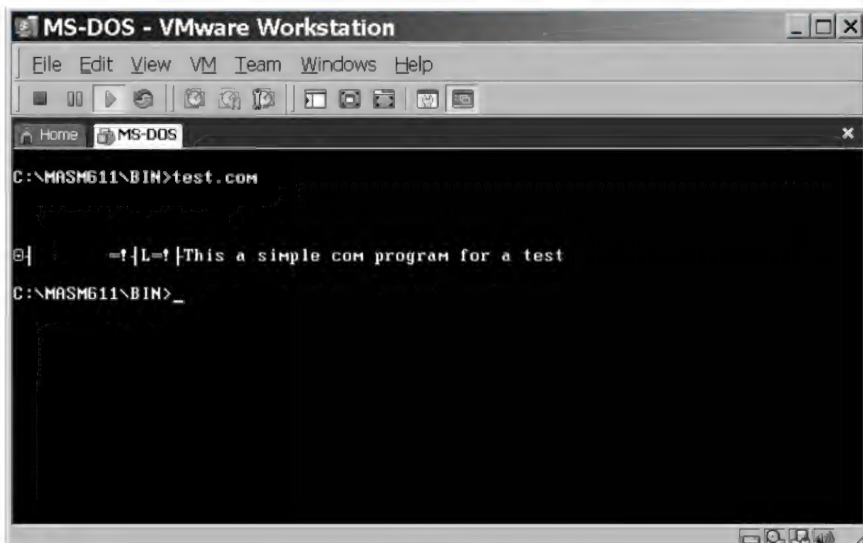 MS-DOS - VMware Workstation
File Edit View VM Team Windows Help
Home MS-DOS
C:\MASM611\BIN>test.com
=!┤L=!├This a simple com program for a test
C:\MASM611\BIN>_